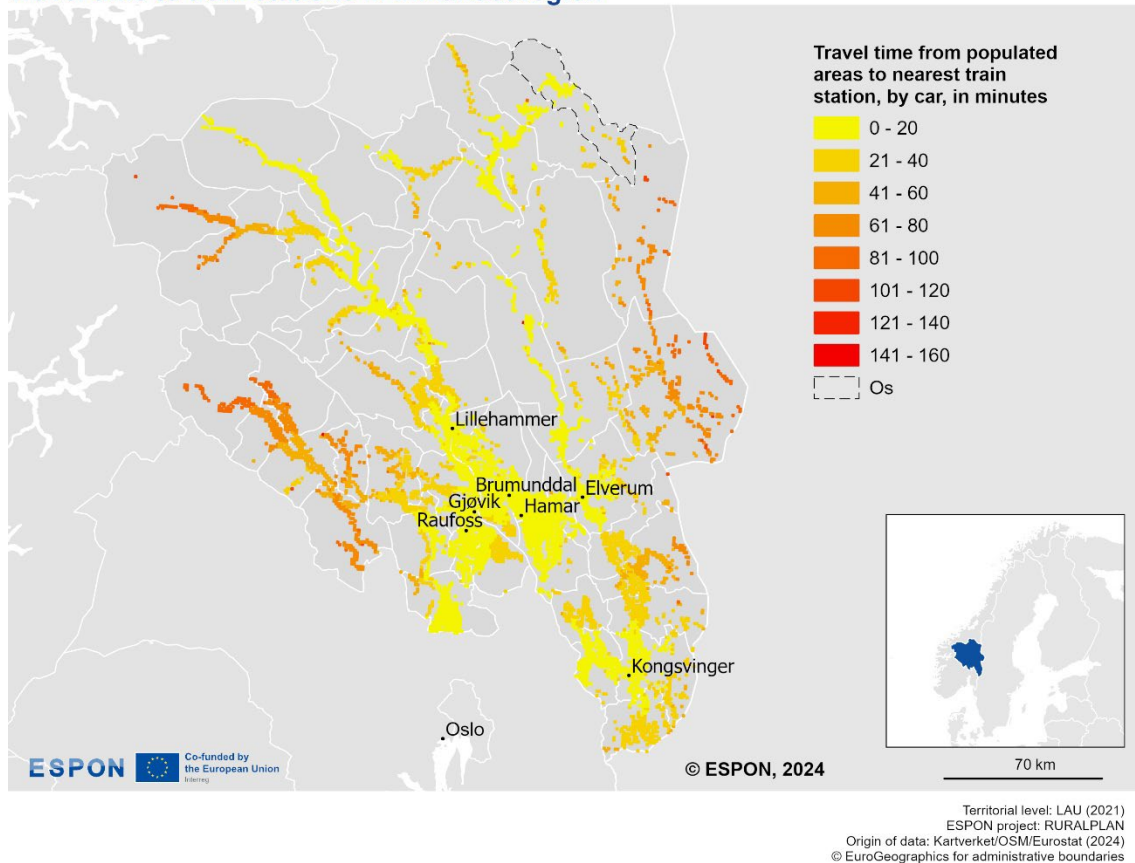 Travel time from populated
areas to nearest train
station, by car, in minutes
0 - 20
21 - 40
41 - 60
61 - 80
81 - 100
101 - 120
121 - 140
141 - 160
Os
Lillehammer
Brumunddal
Elverum
Gjøvik
Hamar
Raufoss
Kongsvinger
Oslo
ESPON
Co-funded by
the European Union
Interreg
© ESPON, 2024
70 km
Territorial level: LAU (2021)
ESPON project: RURALPLAN
Origin of data: Kartverket/OSM/Eurostat (2024)
© EuroGeographics for administrative boundaries